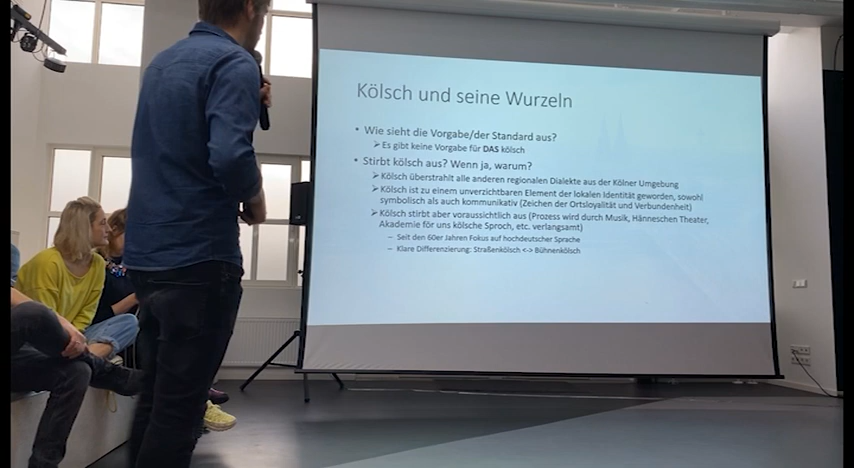 Kölsch und seine Wurzeln
• Wie sieht die Vorgabe/der Standard aus?
➢Es gibt keine Vorgabe für DAS kölsch
• Stirbt kölsch aus? Wenn ja, warum?
➢Kölsch überstrahlt alle anderen regionalen Dialekte aus der Kölner Umgebung
➢Kölsch ist zu einem unverzichtbaren Element der lokalen Identität geworden, sowohl
symbolisch als auch kommunikativ (Zeichen der Ortsloyalität und Verbundenheit)
➢Kölsch stirbt aber voraussichtlich aus (Prozess wird durch Musik, Hänneschen Theater,
Akademie für uns kölsche Sproch, etc. verlangsamt)
– Seit den 60er Jahren Fokus auf hochdeutscher Sprache
– Klare Differenzierung: Straßenkölsch <-> Bühnenkölsch